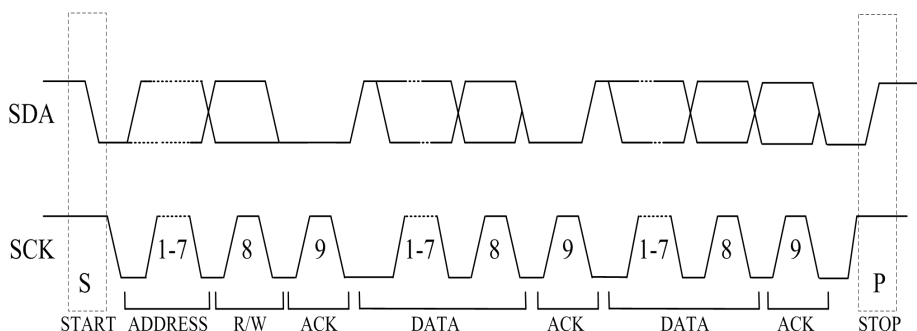 SDA
SCK
1-7 8 9 1-7 8 9 1-7 8 9
S P
START ADDRESS R/W ACK DATA ACK DATA ACK STOP